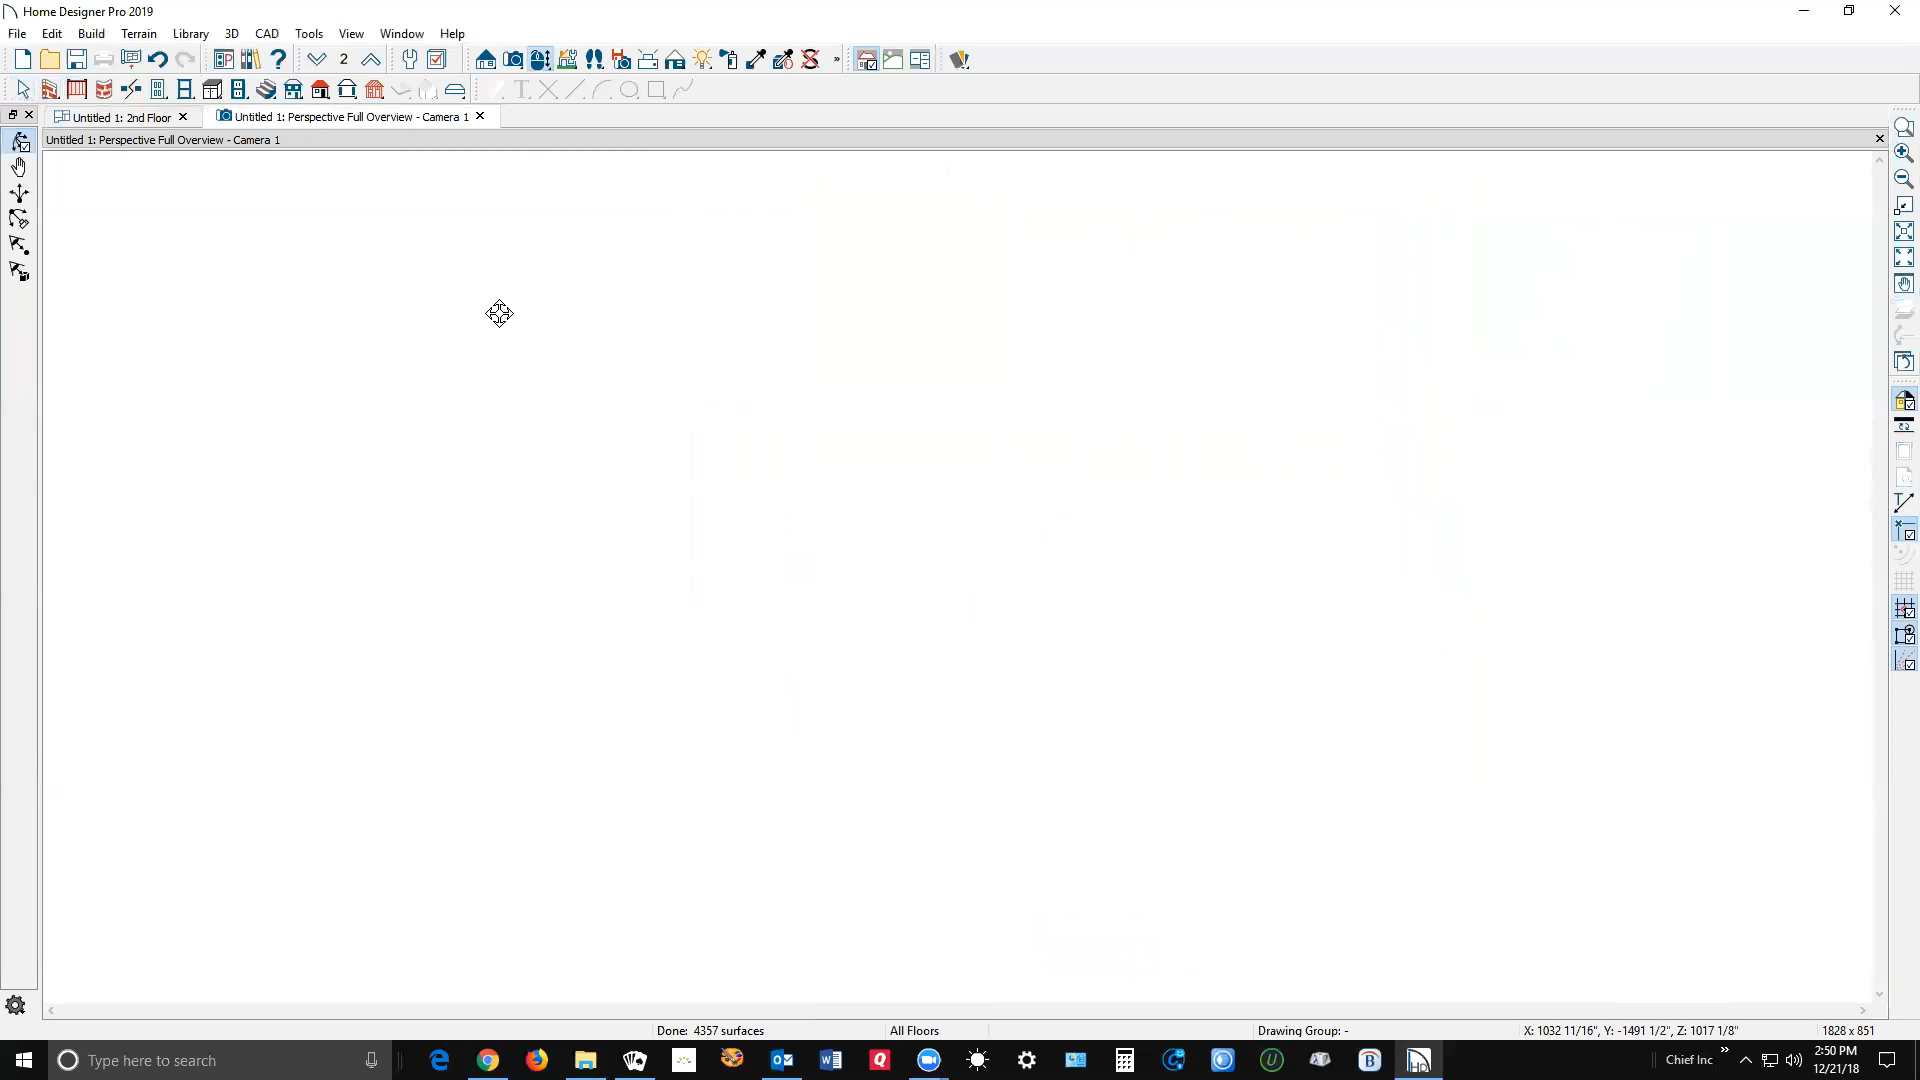 Home Designer Pro 2019
File Edit Build Terrain Library 3D CAD Tools View Window Help
2
Untitled 1: 2nd Floor Untitled 1: Perspective Full Overview - Camera 1
Untitled 1: Perspective Full Overview - Camera 1
Done: 4357 surfaces All Floors Drawing Group: - X: 1032 11/16", Y: -1491 1/2", Z: 1017 1/8" 1828 x 851
Type here to search Chief Inc 2:50 PM
12/21/18